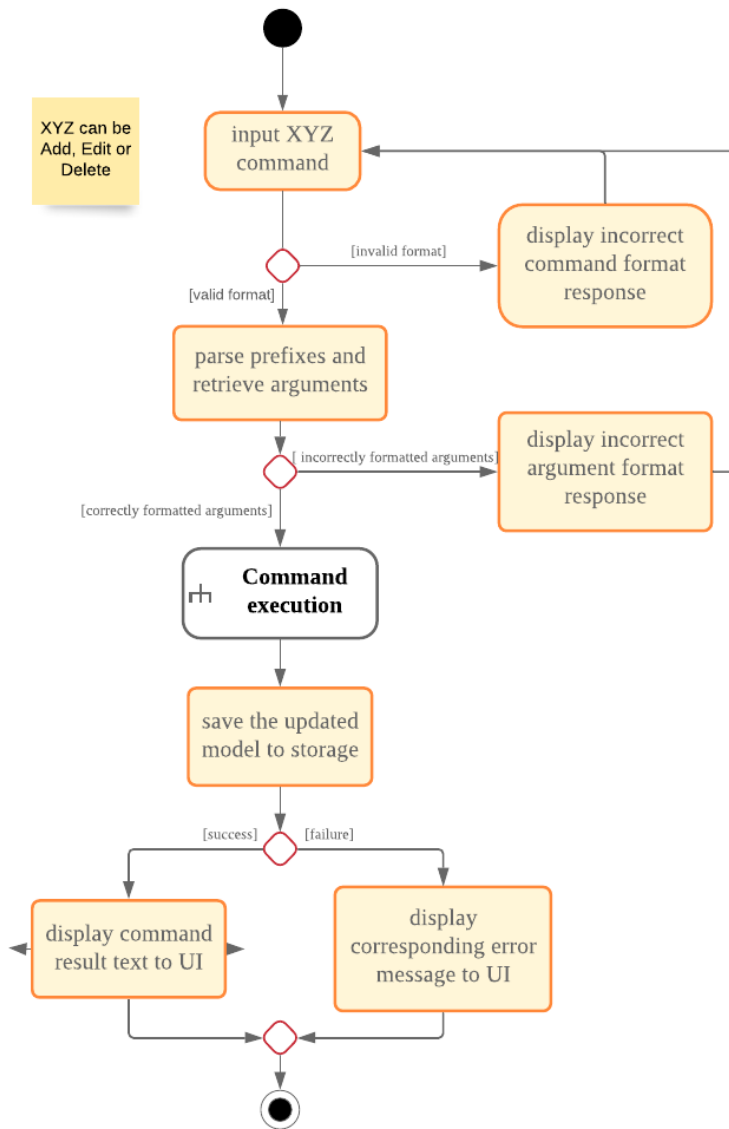 XYZ can be
Add, Edit or
Delete
input XYZ
command
[invalid format]
display incorrect
command format
response
[valid format]
parse prefixes and
retrieve arguments
[ incorrectly formatted arguments]
display incorrect
argument format
response
[correctly formatted arguments]
Command
execution
save the updated
model to storage
[success]
[failure]
display command
result text to UI
display
corresponding error
message to UI